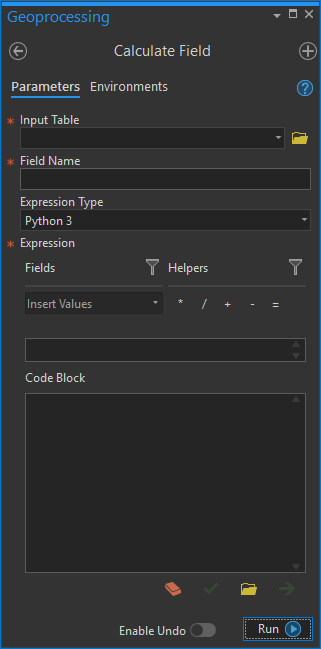 Geoprocessing
Calculate Field
Parameters Environments
?
* Input Table
* Field Name
Expression Type
Python 3
* Expression
Fields Helpers
Insert Values * / + - =
Code Block
Enable Undo Run